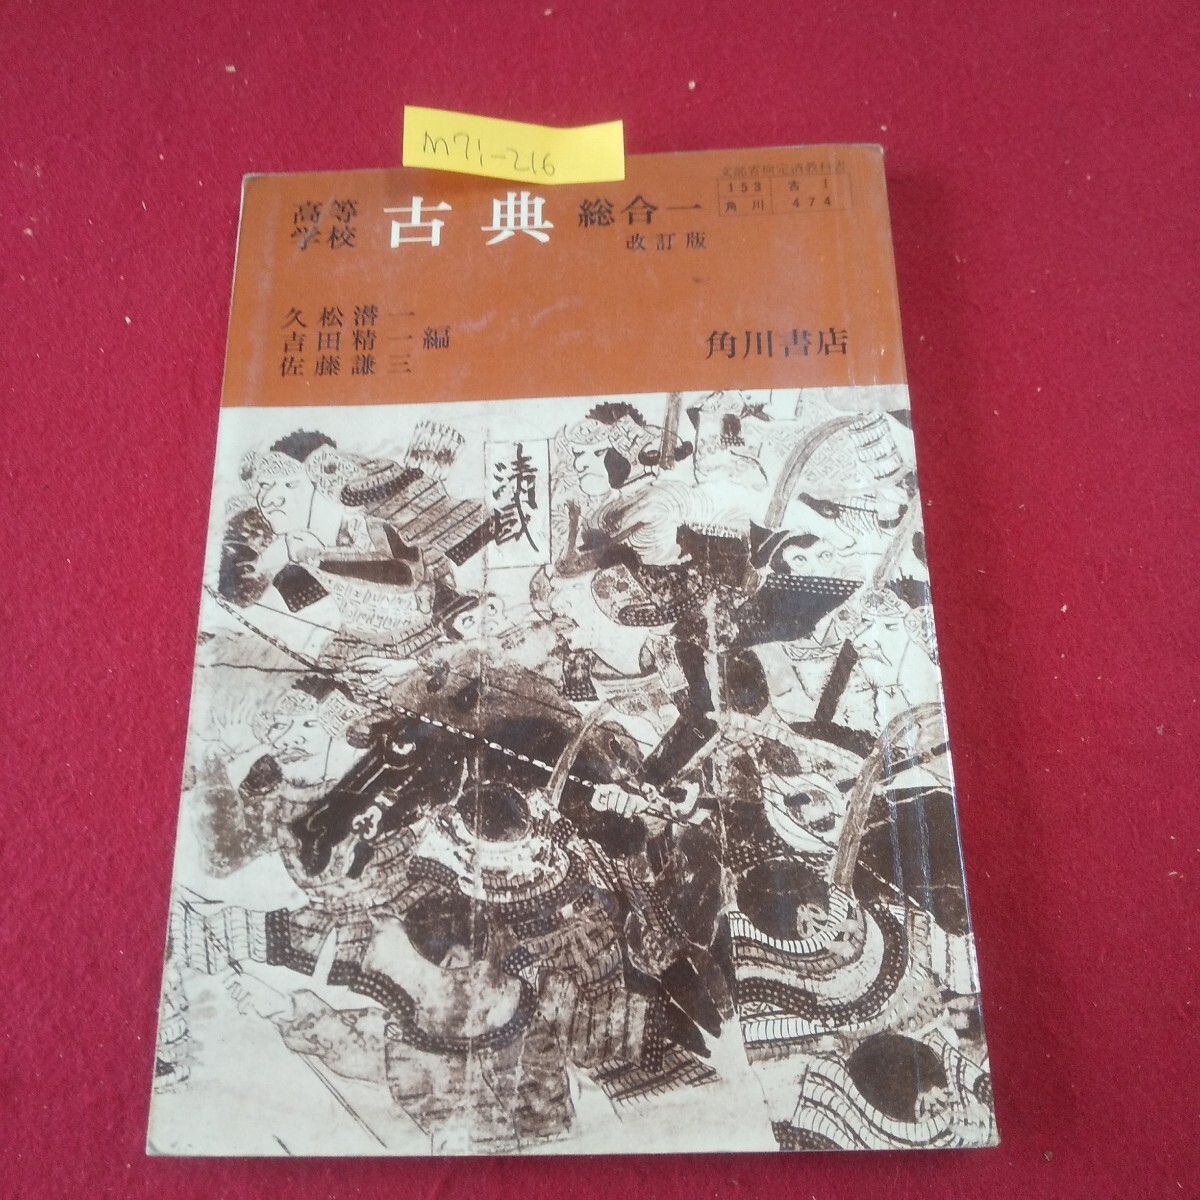 M71-216
文部省検定済教科書
153 古1
角川 474
高等学校 古典 総合一
改訂版
久松潜一
吉田精一編
佐藤謙三
角川書店
清盛